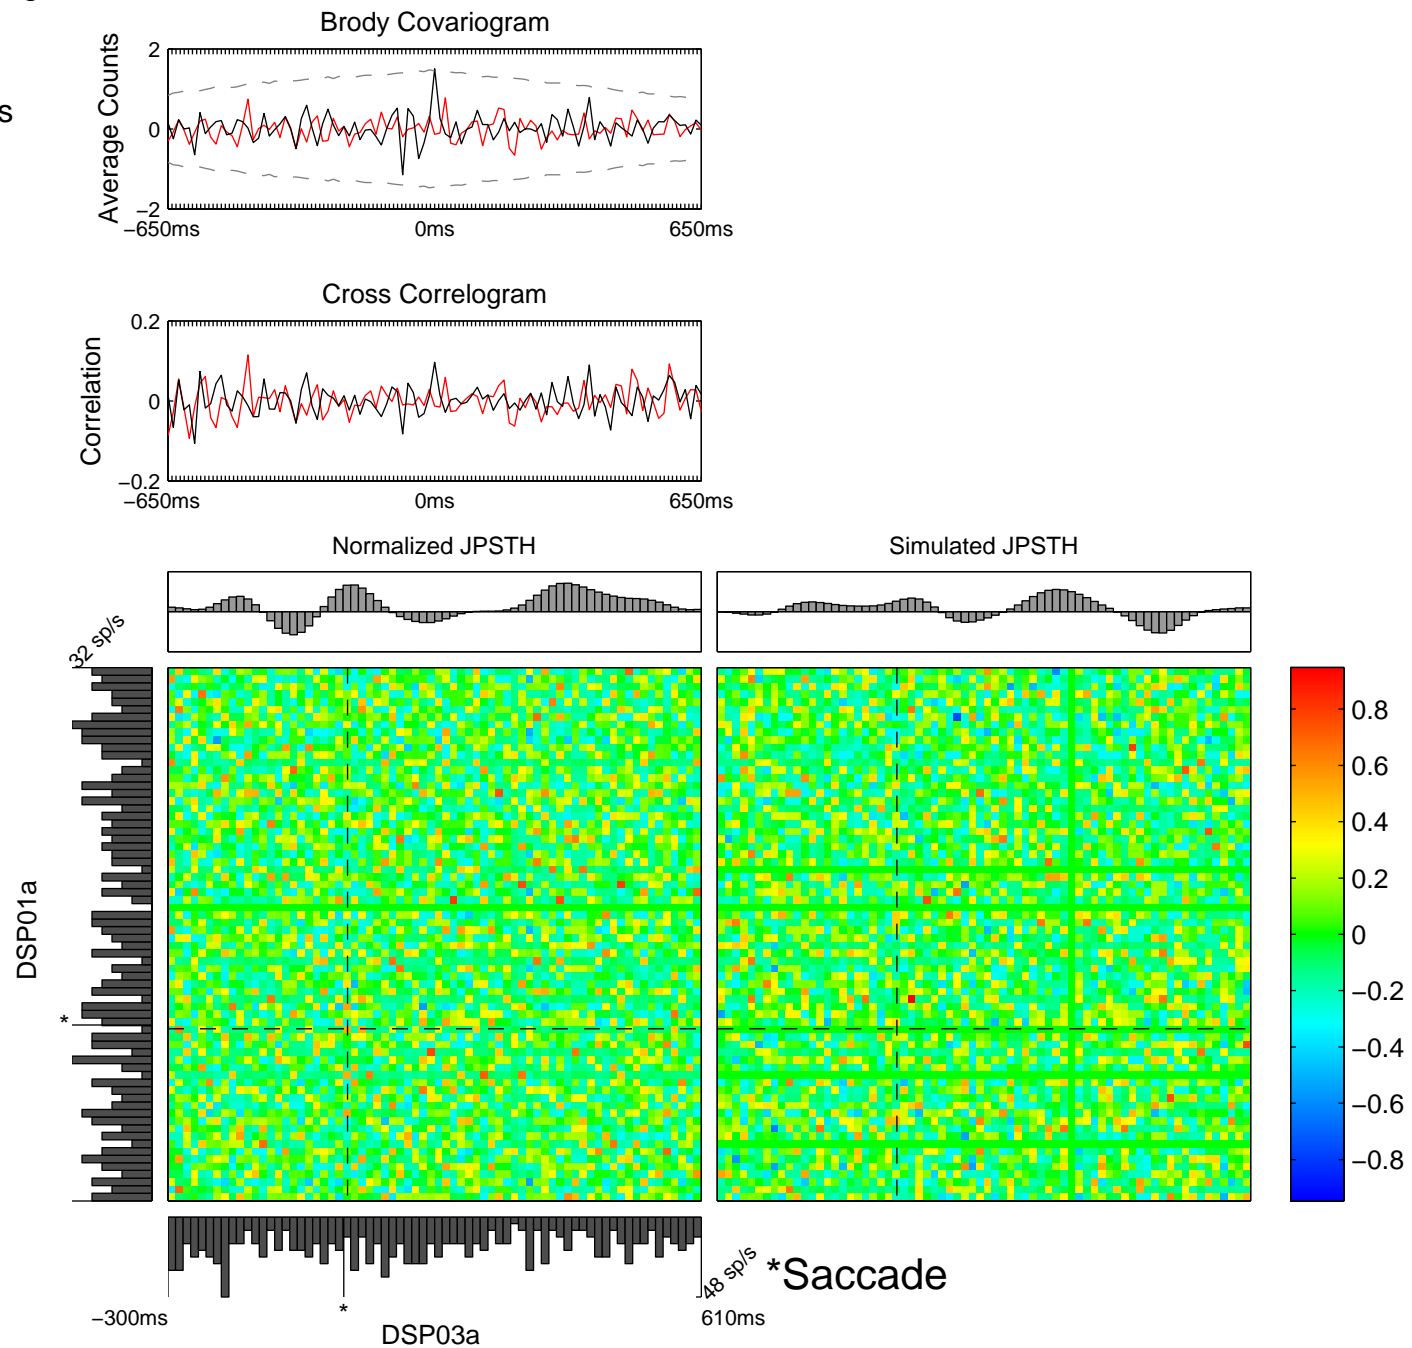 g
Brody Covariogram
s
Average Counts
2
0
−2
−650ms
0ms
650ms
Cross Correlogram
Correlation
0.2
0
−0.2
−650ms
0ms
650ms
Normalized JPSTH
Simulated JPSTH
32 sp/s
DSP01a
*
0.8
0.6
0.4
0.2
0
−0.2
−0.4
−0.6
−0.8
48 sp/s
*Saccade
−300ms
*
610ms
DSP03a